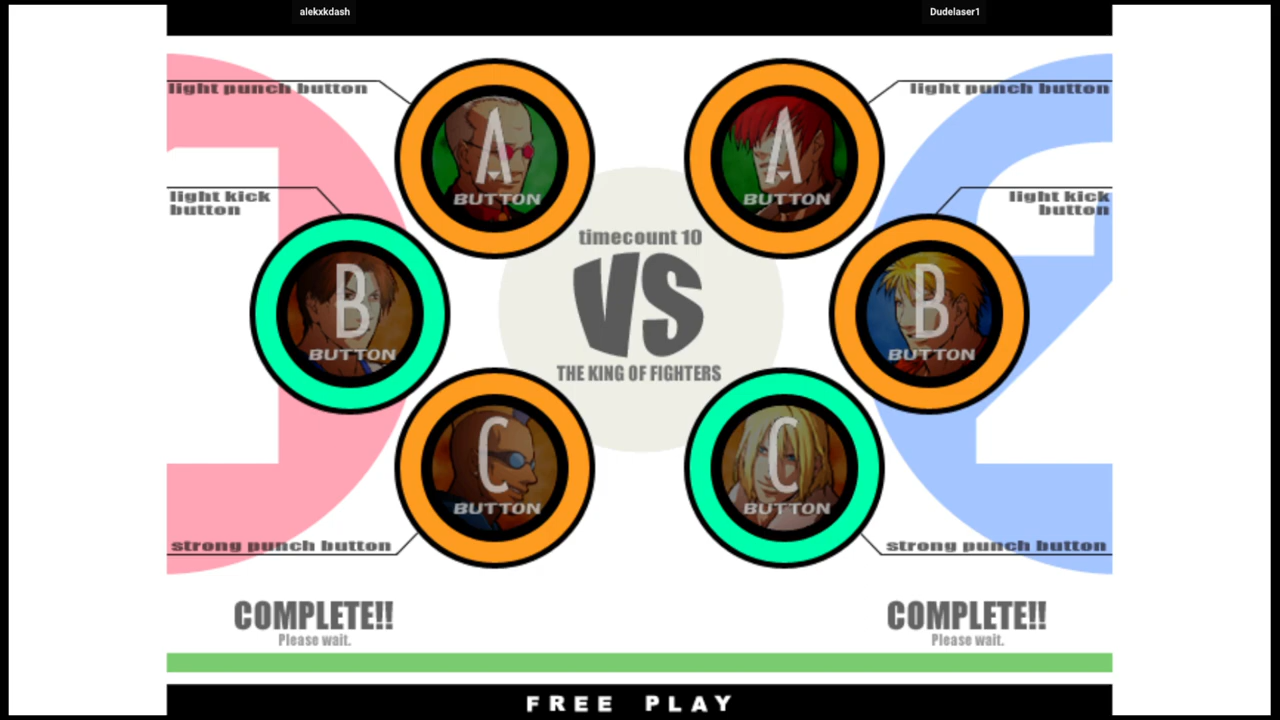 alekxkdash
Dudelaser1
light punch button
light punch button
A
BUTTON
A
BUTTON
light kick
button
light kick
button
timecount 10
VS
THE KING OF FIGHTERS
B
BUTTON
B
BUTTON
C
BUTTON
C
BUTTON
strong punch button
strong punch button
COMPLETE!!
Please wait.
COMPLETE!!
Please wait.
FREE PLAY